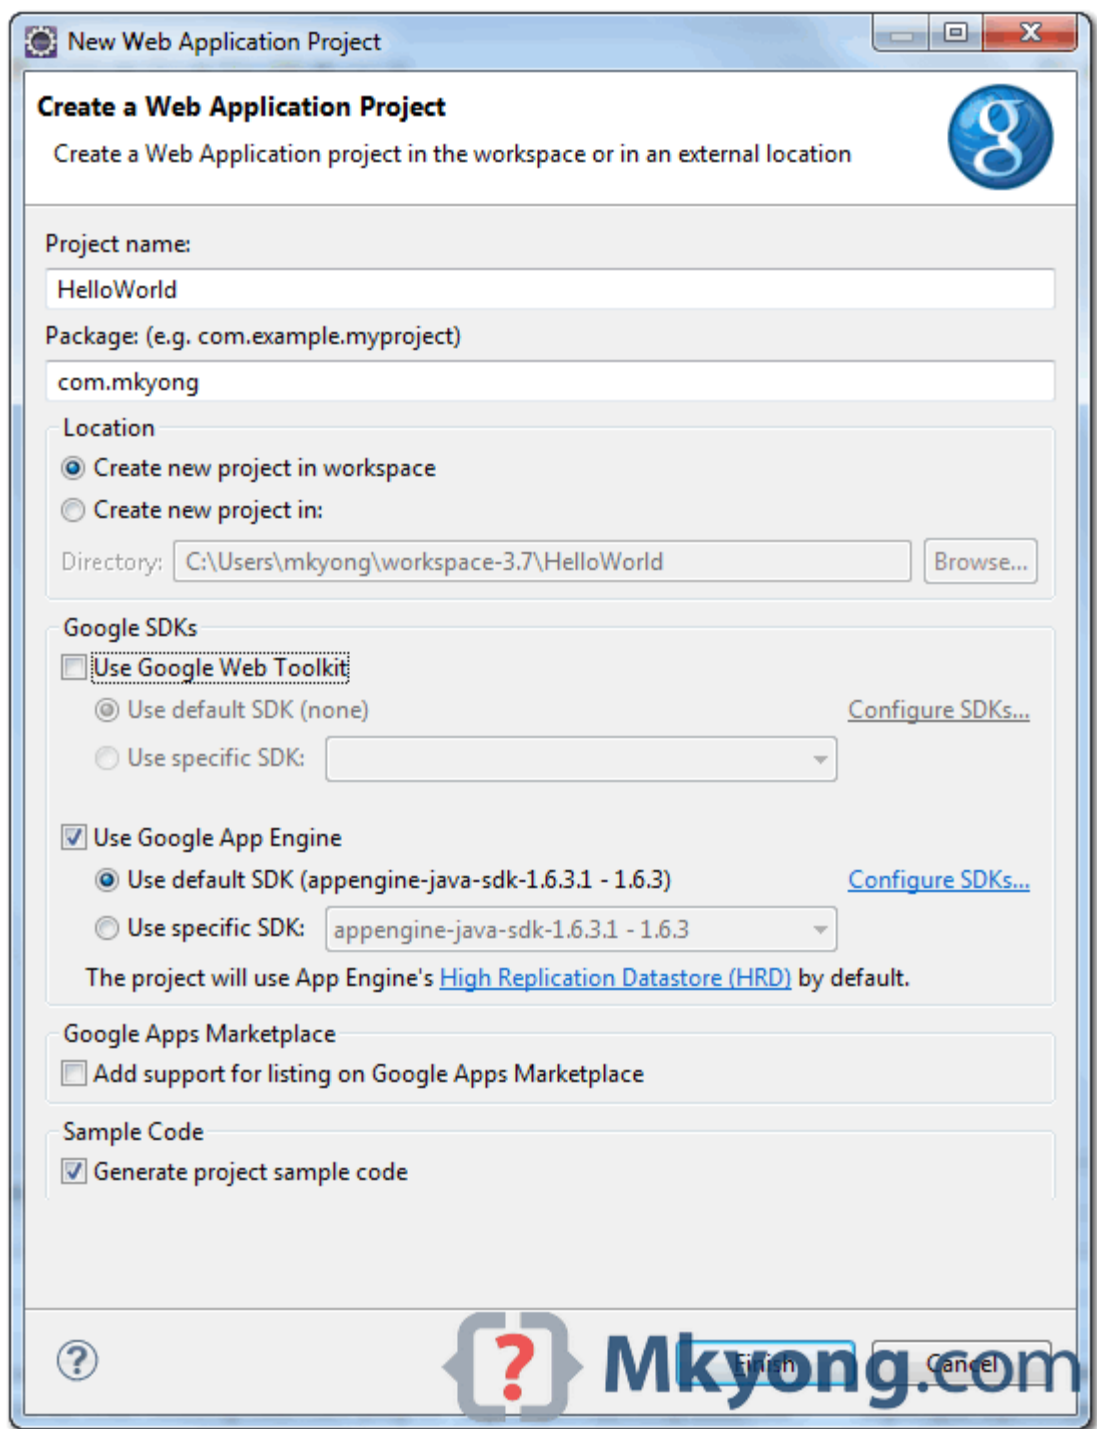 New Web Application Project
Create a Web Application Project
Create a Web Application project in the workspace or in an external location
g
Project name:
HelloWorld
Package: (e.g. com.example.myproject)
com.mkyong
Location
Create new project in workspace
Create new project in:
Directory: C:\Users\mkyong\workspace-3.7\HelloWorld Browse...
Google SDKs
Use Google Web Toolkit
Use default SDK (none) Configure SDKs...
Use specific SDK:
Use Google App Engine
Use default SDK (appengine-java-sdk-1.6.3.1 - 1.6.3) Configure SDKs...
Use specific SDK: appengine-java-sdk-1.6.3.1 - 1.6.3
The project will use App Engine's High Replication Datastore (HRD) by default.
Google Apps Marketplace
Add support for listing on Google Apps Marketplace
Sample Code
Generate project sample code
? Finish Cancel
{?} Mkyong.com